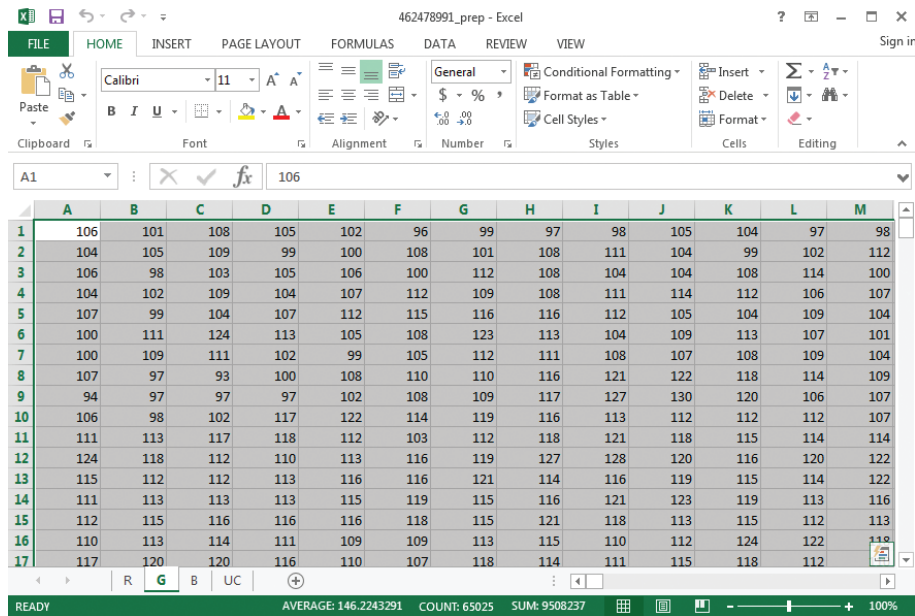 462478991_prep - Excel
FILE HOME INSERT PAGE LAYOUT FORMULAS DATA REVIEW VIEW Sign in
Calibri 11 General Conditional Formatting Insert
Paste B I U $ % , Format as Table Delete
Cell Styles Format
Clipboard Font Alignment Number Styles Cells Editing
A1 fx 106
A B C D E F G H I J K L M
1 106 101 108 105 102 96 99 97 98 105 104 97 98
2 104 105 109 99 100 108 101 108 111 104 99 102 112
3 106 98 103 105 106 100 112 108 104 104 108 114 100
4 104 102 109 104 107 112 109 108 111 114 112 106 107
5 107 99 104 107 112 115 116 116 112 105 104 109 104
6 100 111 124 113 105 108 123 113 104 109 113 107 101
7 100 109 111 102 99 105 112 111 108 107 108 109 104
8 107 97 93 100 108 110 110 116 121 122 118 114 109
9 94 97 97 97 102 108 109 117 127 130 120 106 107
10 106 98 102 117 122 114 119 116 113 112 112 112 107
11 111 113 117 118 112 103 112 118 121 118 115 114 114
12 124 118 112 110 113 116 119 127 128 120 116 120 122
13 115 112 112 113 116 116 121 114 116 119 115 114 122
14 111 113 113 113 115 119 115 116 121 123 119 113 116
15 112 115 116 116 116 118 115 121 118 113 115 112 113
16 110 113 114 111 109 109 113 115 110 112 124 122 118
17 117 120 120 116 110 107 118 114 111 115 118 112
R G B UC
READY AVERAGE: 146.2243291 COUNT: 65025 SUM: 9508237 100%